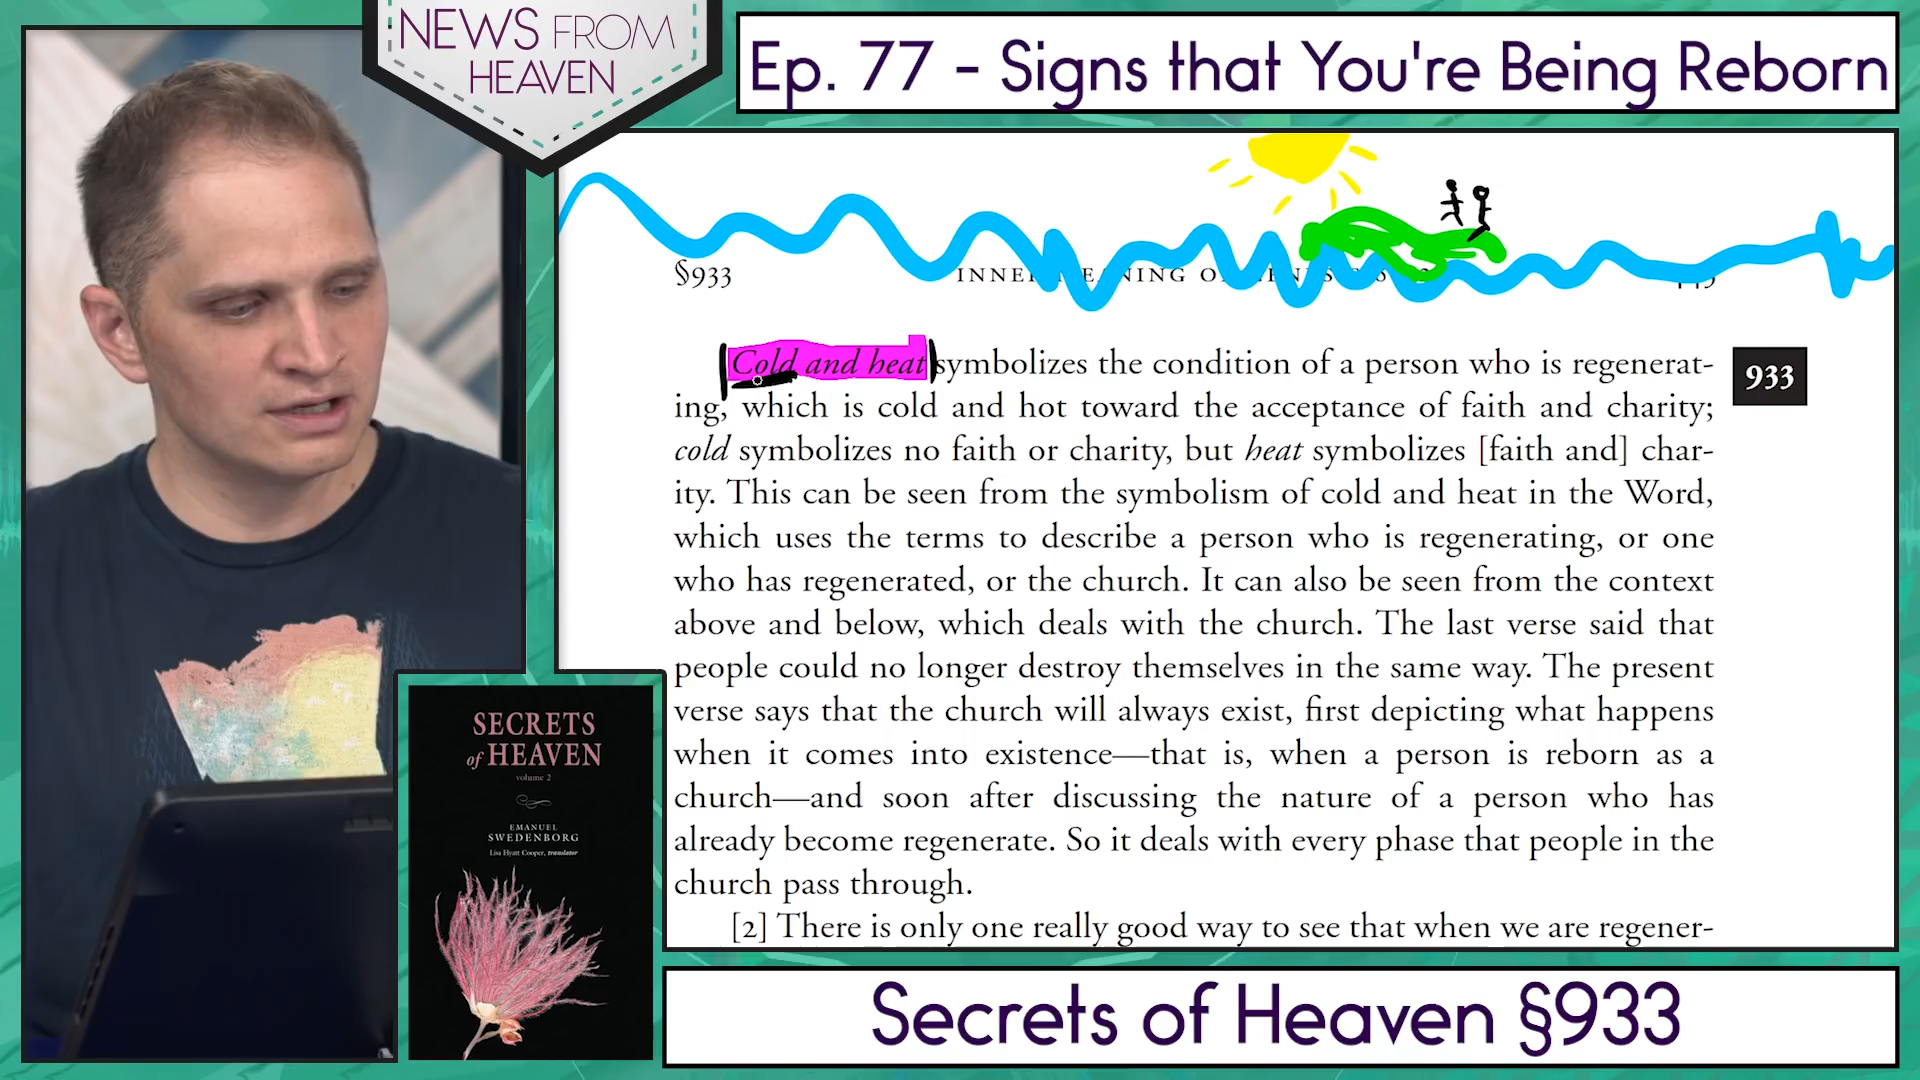 NEWS FROM
HEAVEN
Ep. 77 - Signs that You're Being Reborn
§933
Cold and heat symbolizes the condition of a person who is regenerat-
ing, which is cold and hot toward the acceptance of faith and charity;
cold symbolizes no faith or charity, but heat symbolizes [faith and] char-
ity. This can be seen from the symbolism of cold and heat in the Word,
which uses the terms to describe a person who is regenerating, or one
who has regenerated, or the church. It can also be seen from the context
above and below, which deals with the church. The last verse said that
people could no longer destroy themselves in the same way. The present
verse says that the church will always exist, first depicting what happens
when it comes into existence—that is, when a person is reborn as a
church—and soon after discussing the nature of a person who has
already become regenerate. So it deals with every phase that people in the
church pass through.
[2] There is only one really good way to see that when we are regener-
933
SECRETS
of HEAVEN
volume 2
EMANUEL
SWEDENBORG
Lisa Hyatt Cooper, translator
Secrets of Heaven §933